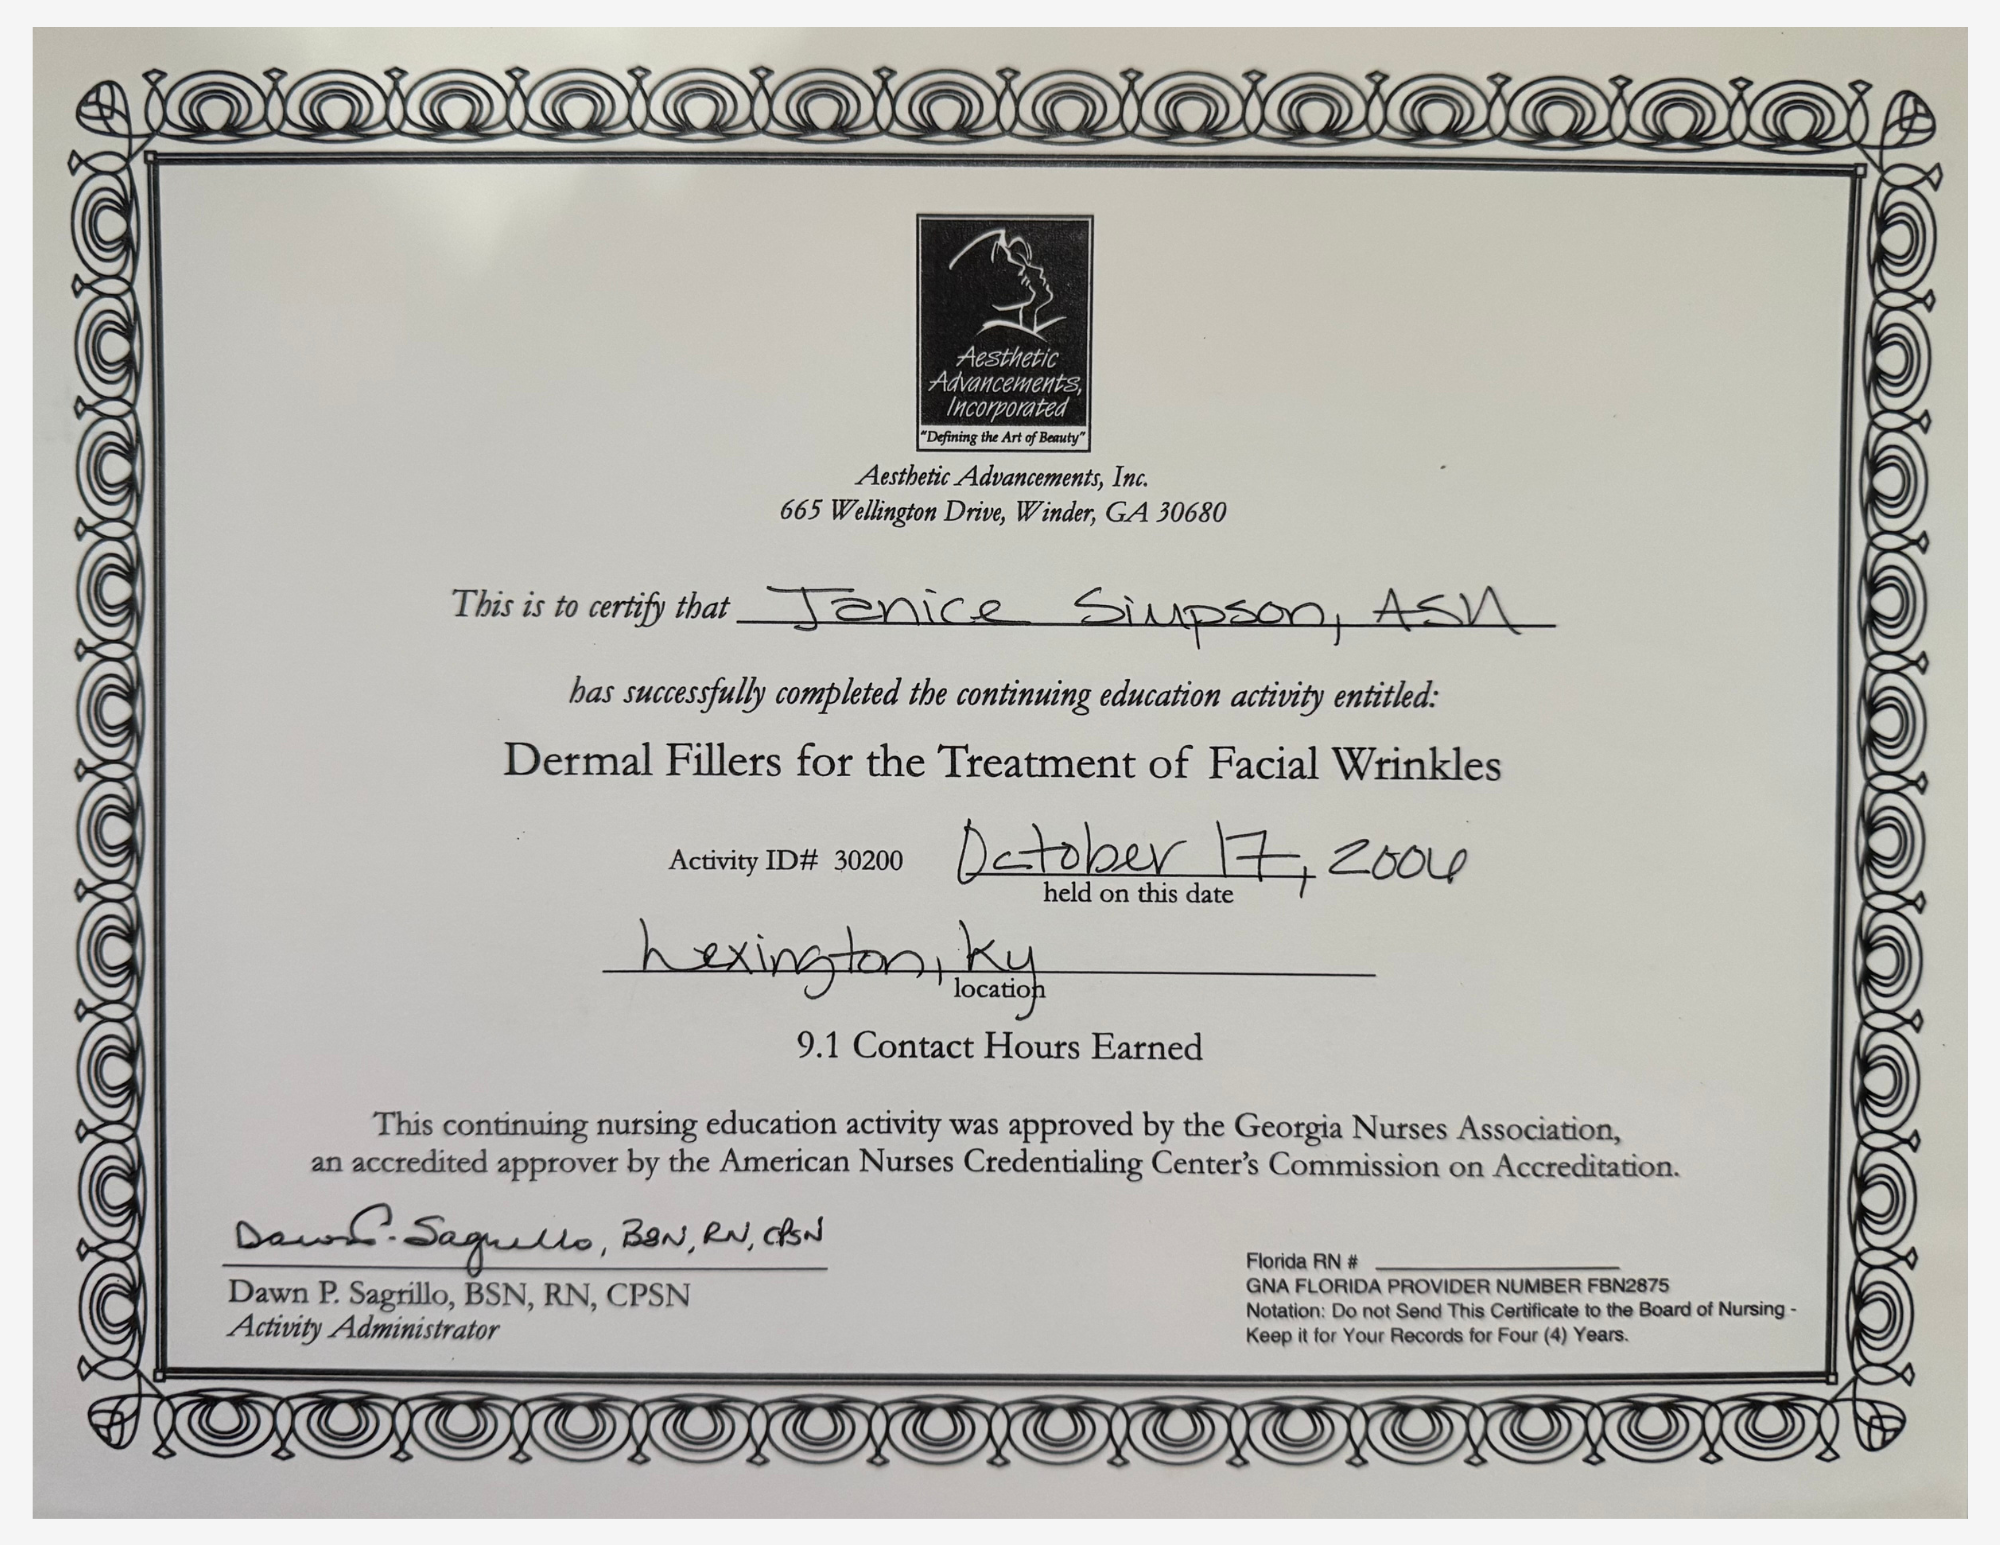 Aesthetic
Advancements,
Incorporated
"Defining the Art of Beauty"
Aesthetic Advancements, Inc.
665 Wellington Drive, Winder, GA 30680
This is to certify that Janice Simpson, ASN
has successfully completed the continuing education activity entitled:
Dermal Fillers for the Treatment of Facial Wrinkles
Activity ID# 30200 October 17, 2006
held on this date
Lexington, Ky
location
9.1 Contact Hours Earned
This continuing nursing education activity was approved by the Georgia Nurses Association,
an accredited approver by the American Nurses Credentialing Center's Commission on Accreditation.
Dawn P. Sagrillo, BSN, RN, CPSN
Dawn P. Sagrillo, BSN, RN, CPSN
Activity Administrator
Florida RN #
GNA FLORIDA PROVIDER NUMBER FBN2875
Notation: Do not Send This Certificate to the Board of Nursing -
Keep it for Your Records for Four (4) Years.